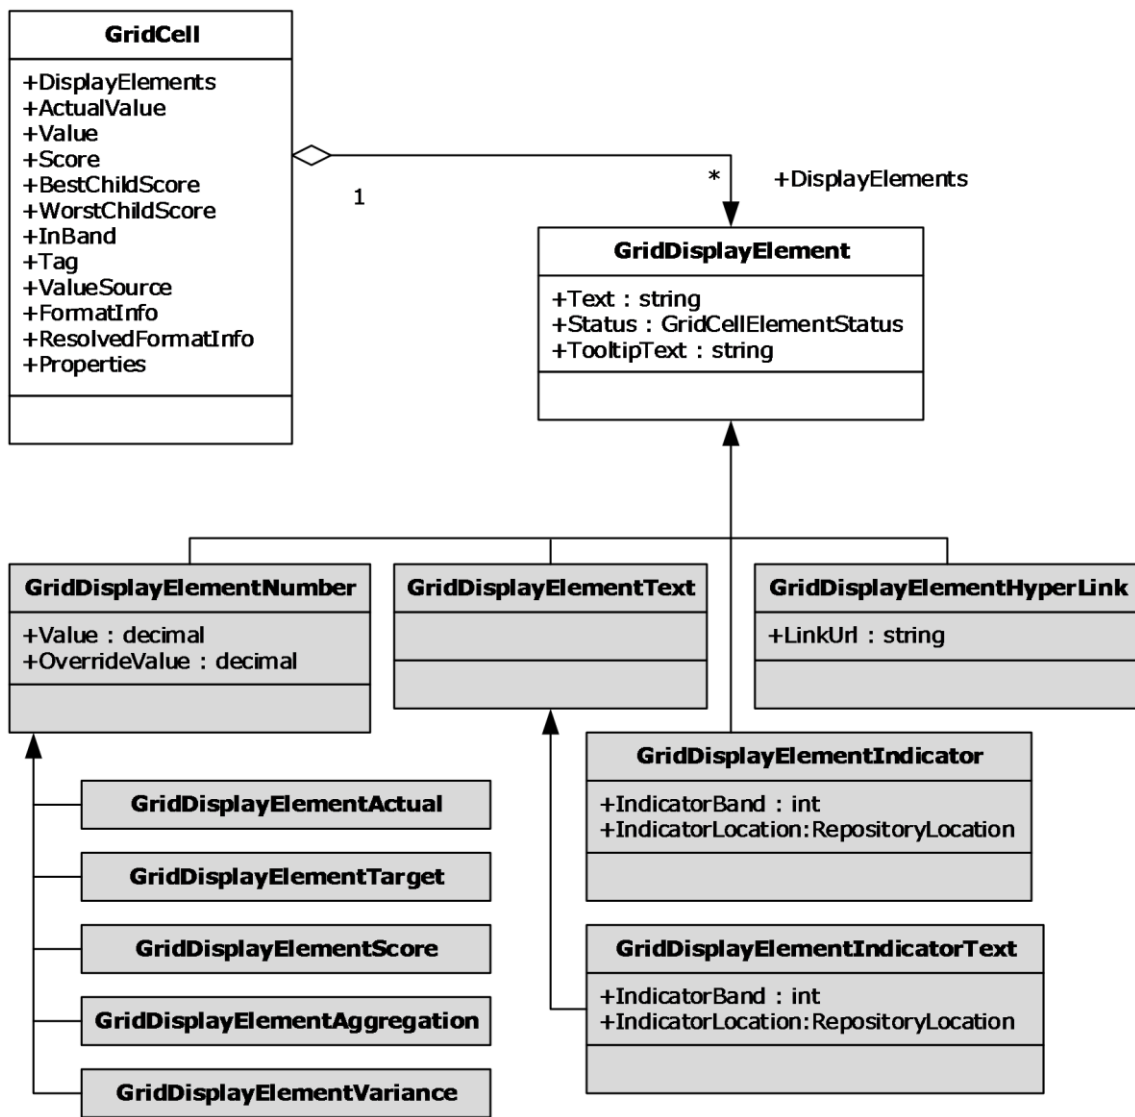 GridCell
+DisplayElements
+ActualValue
+Value
+Score
+BestChildScore
+WorstChildScore
+InBand
+Tag
+ValueSource
+FormatInfo
+ResolvedFormatInfo
+Properties
1
*
+DisplayElements
GridDisplayElement
+Text : string
+Status : GridCellElementStatus
+TooltipText : string
GridDisplayElementNumber
+Value : decimal
+OverrideValue : decimal
GridDisplayElementText
GridDisplayElementHyperLink
+LinkUrl : string
GridDisplayElementIndicator
+IndicatorBand : int
+IndicatorLocation:RepositoryLocation
GridDisplayElementActual
GridDisplayElementTarget
GridDisplayElementScore
GridDisplayElementAggregation
GridDisplayElementVariance
GridDisplayElementIndicatorText
+IndicatorBand : int
+IndicatorLocation:RepositoryLocation